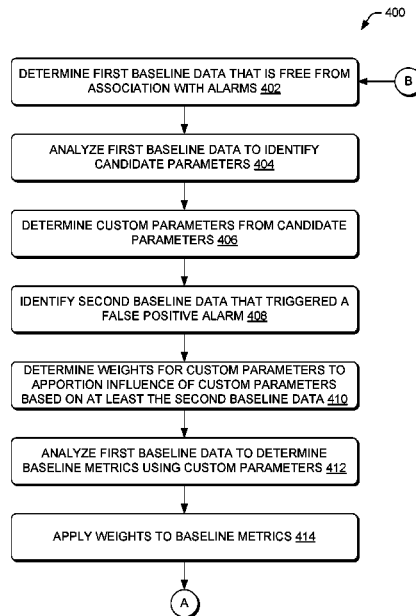 400
DETERMINE FIRST BASELINE DATA THAT IS FREE FROM
ASSOCIATION WITH ALARMS 402
B
ANALYZE FIRST BASELINE DATA TO IDENTIFY
CANDIDATE PARAMETERS 404
DETERMINE CUSTOM PARAMETERS FROM CANDIDATE
PARAMETERS 406
IDENTIFY SECOND BASELINE DATA THAT TRIGGERED A
FALSE POSITIVE ALARM 408
DETERMINE WEIGHTS FOR CUSTOM PARAMETERS TO
APPORTION INFLUENCE OF CUSTOM PARAMETERS
BASED ON AT LEAST THE SECOND BASELINE DATA 410
ANALYZE FIRST BASELINE DATA TO DETERMINE
BASELINE METRICS USING CUSTOM PARAMETERS 412
APPLY WEIGHTS TO BASELINE METRICS 414
A